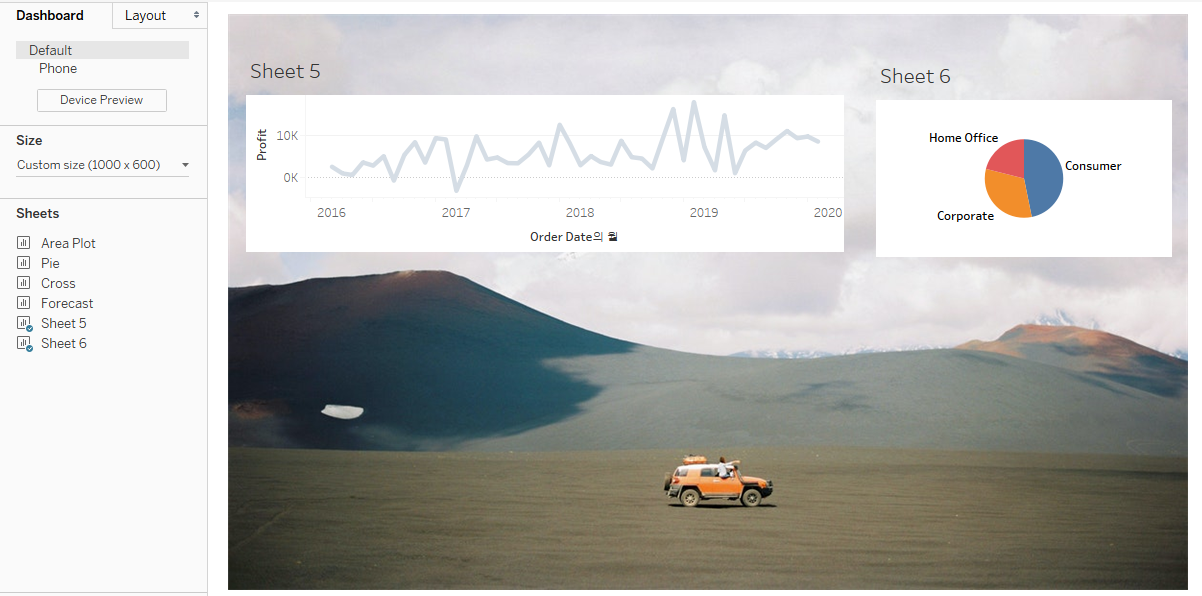 Dashboard
Layout
Default
Phone
Device Preview
Size
Custom size (1000 x 600)
Sheets
Area Plot
Pie
Cross
Forecast
Sheet 5
Sheet 6
Sheet 5
Profit
10K
0K
2016 2017 2018 2019 2020
Order Date의 월
Sheet 6
Home Office
Consumer
Corporate